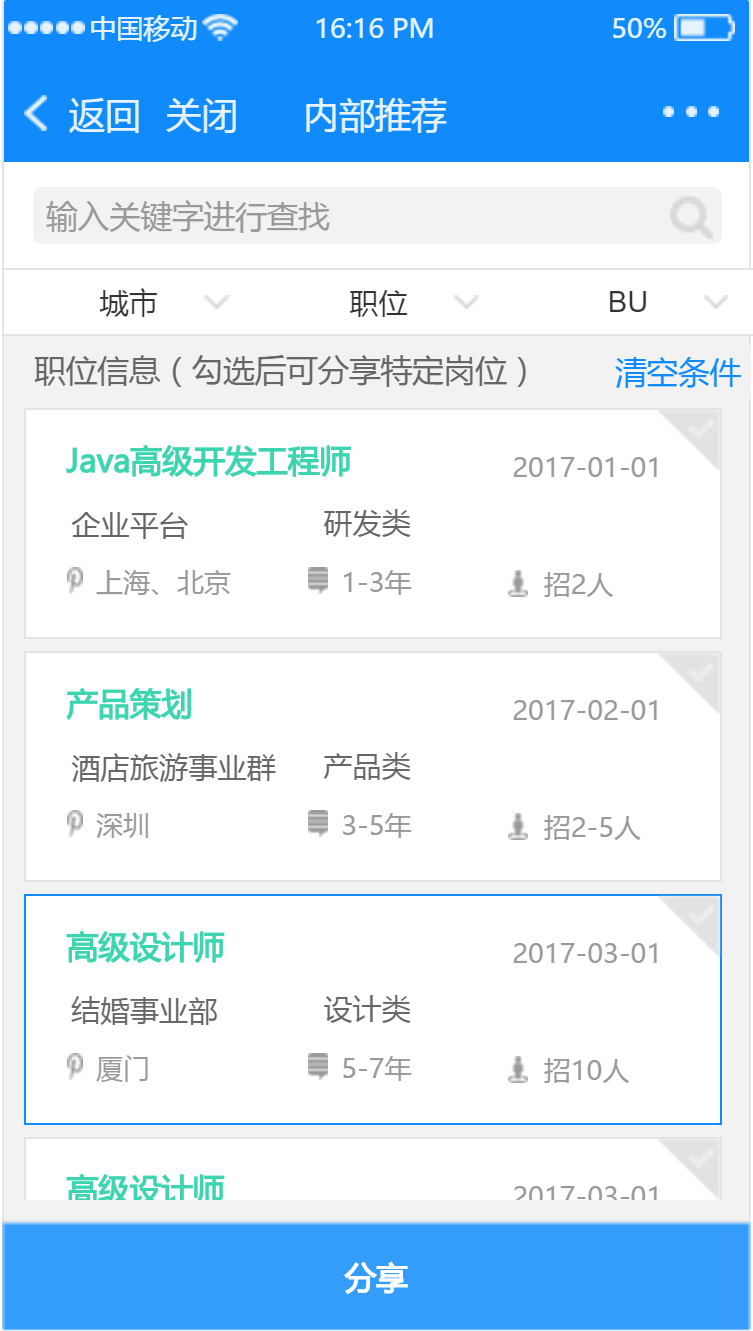 中国移动 16:16 PM 50%
返回 关闭 内部推荐
输入关键字进行查找
城市 职位 BU
职位信息（勾选后可分享特定岗位） 清空条件
Java高级开发工程师 2017-01-01
企业平台 研发类
上海、北京 1-3年 招2人
产品策划 2017-02-01
酒店旅游事业群 产品类
深圳 3-5年 招2-5人
高级设计师 2017-03-01
结婚事业部 设计类
厦门 5-7年 招10人
高级设计师 2017-03-01
分享